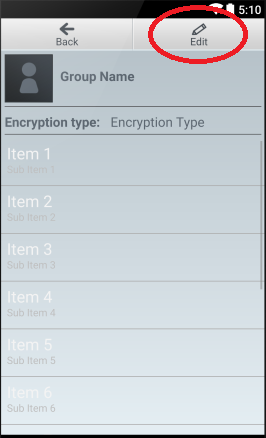 5:10
Back
Edit
Group Name
Encryption type: Encryption Type
Item 1
Sub Item 1
Item 2
Sub Item 2
Item 3
Sub Item 3
Item 4
Sub Item 4
Item 5
Sub Item 5
Item 6
Sub Item 6